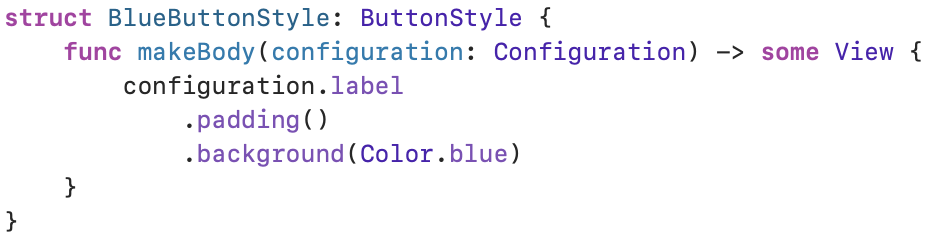 struct BlueButtonStyle: ButtonStyle {
    func makeBody(configuration: Configuration) -> some View {
        configuration.label
            .padding()
            .background(Color.blue)
    }
}